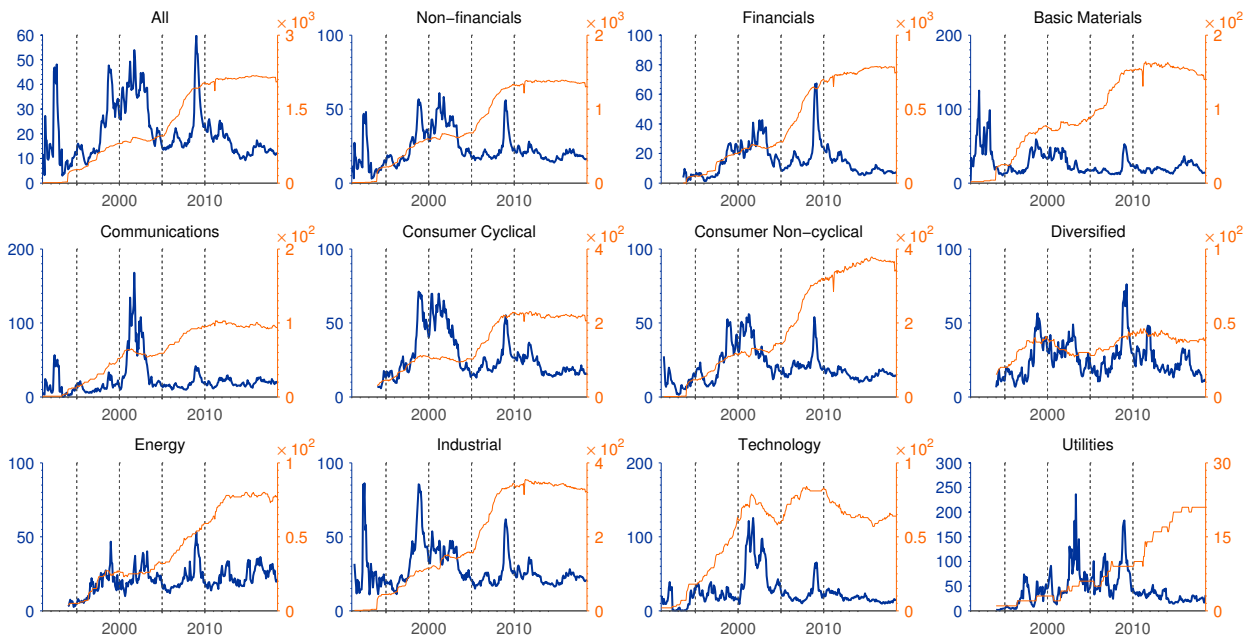 All Non−financials Financials Basic Materials
× 10³ × 10³ × 10³ × 10²
60 3 100 2 100 1 200 2
50
40 80
1.5 50 1 60 0.5 100 1
30
20 40
10 20
0 0 0 0 0 0 0 0
2000 2010 2000 2010 2000 2010 2000 2010
Communications Consumer Cyclical Consumer Non−cyclical Diversified
× 10² × 10² × 10² × 10²
200 2 100 4 100 4 100 1
100 1 50 2 50 2 50 0.5
0 0 0 0 0 0 0 0
2000 2010 2000 2010 2000 2010 2000 2010
Energy Industrial Technology Utilities
× 10² × 10² × 10²
100 1 100 4 200 1 300 30
250
200
50 0.5 50 2 100 0.5 150 15
100
50
0 0 0 0 0 0 0 0
2000 2010 2000 2010 2000 2010 2000 2010